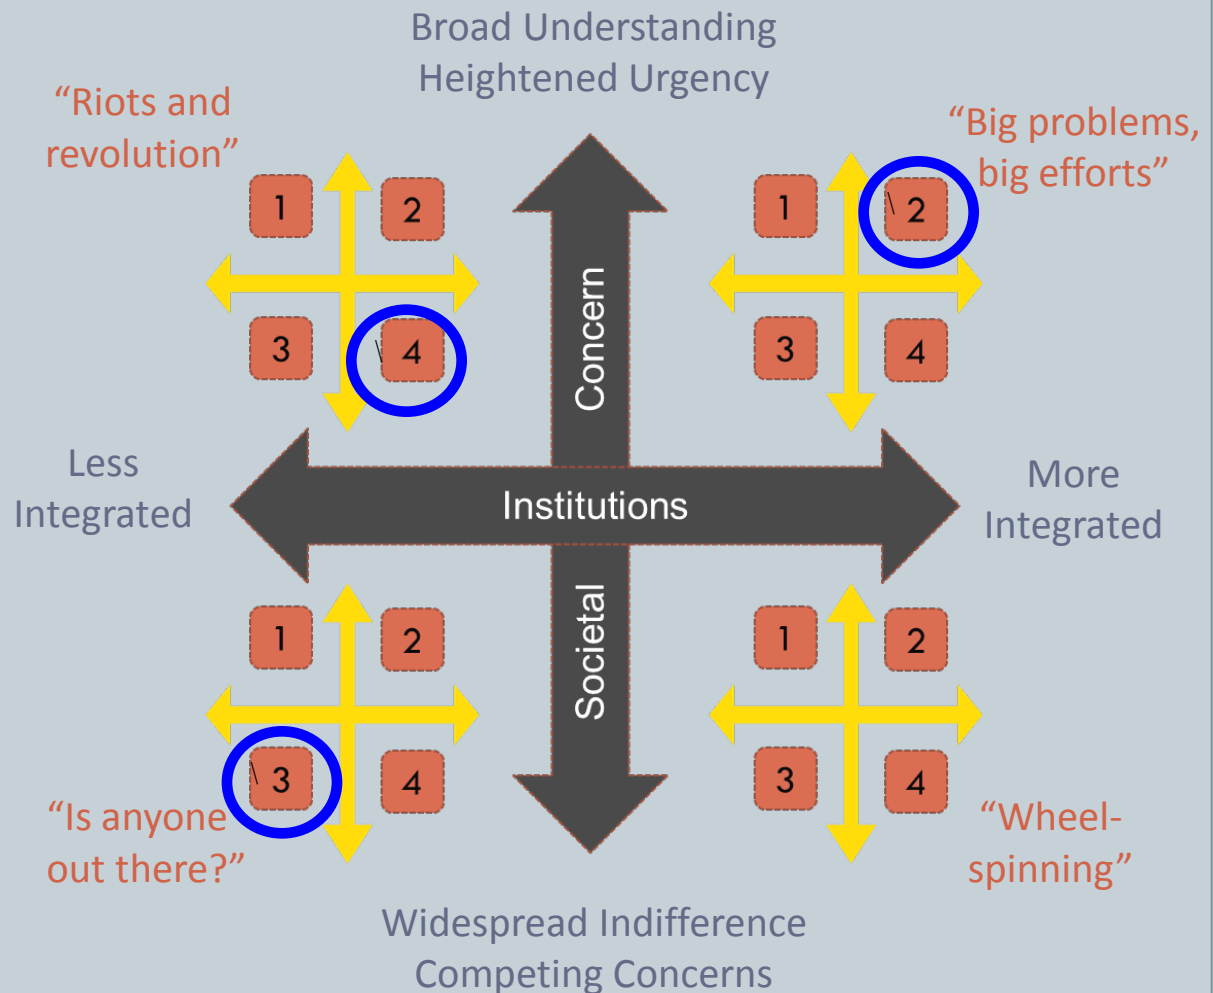 Broad Understanding
Heightened Urgency
“Riots and
revolution”
“Big problems,
big efforts”
1
2
3
\ 4
1
\ 2
3
4
Concern
Less
Integrated
Institutions
More
Integrated
Societal
1
2
\ 3
4
1
2
3
4
“Is anyone
out there?”
“Wheel-
spinning”
Widespread Indifference
Competing Concerns